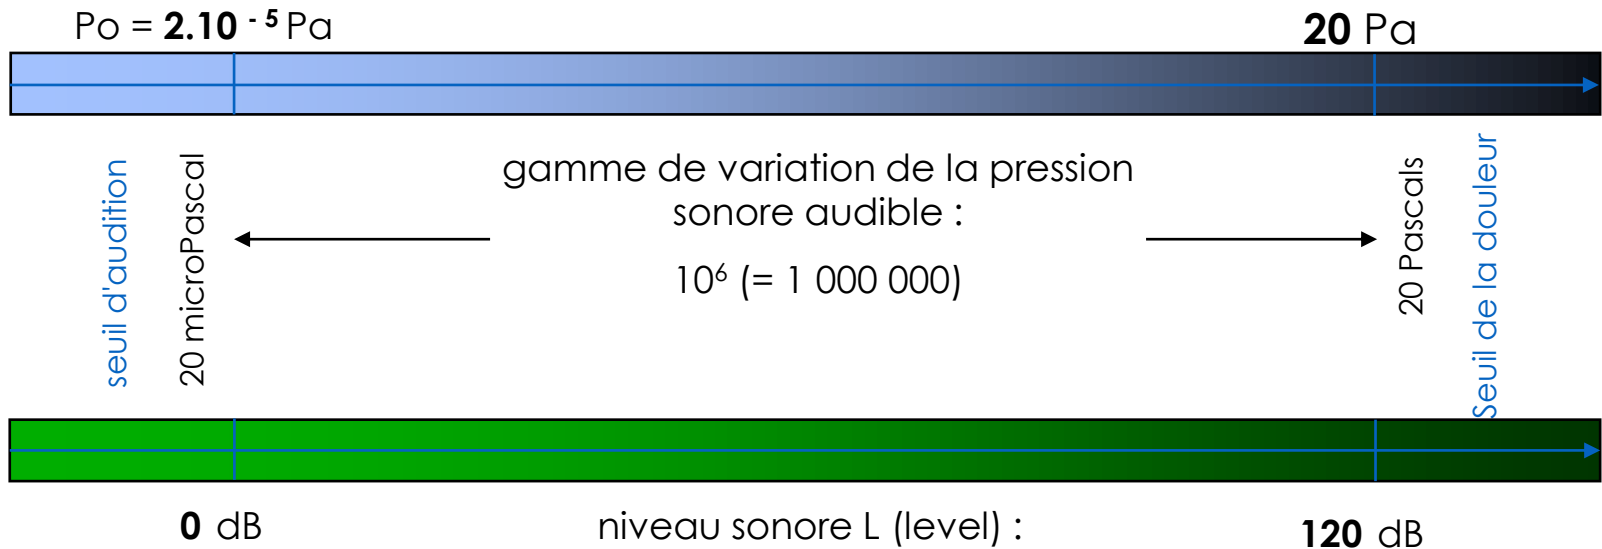 Po = 2.10 - 5 Pa
20 Pa
seuil d'audition
20 microPascal
gamme de variation de la pression
sonore audible :
10⁶ (= 1 000 000)
20 Pascals
Seuil de la douleur
0 dB
niveau sonore L (level) :
120 dB